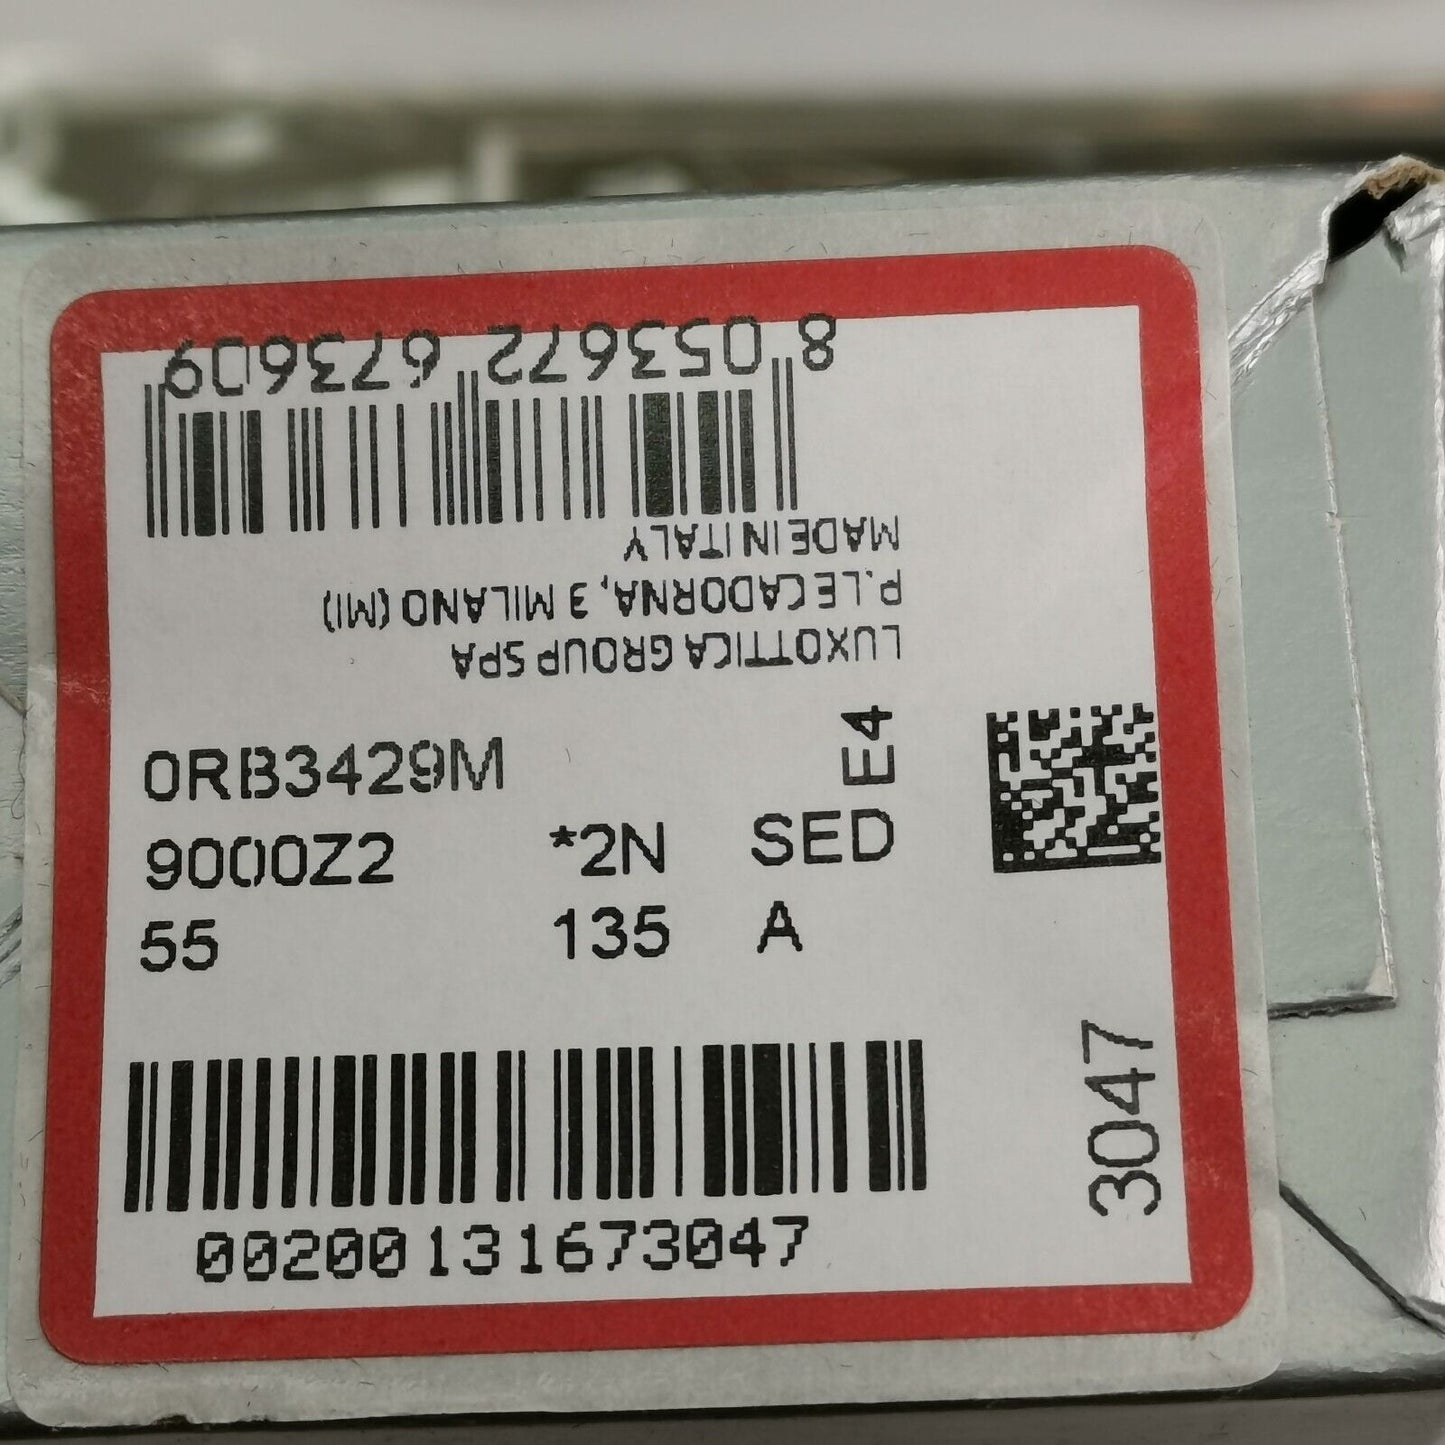 LUXOTTICA GROUP SPA
P.LE CADORNA, 3 MILANO (MI)
MADE IN ITALY
8 053672 673609
E4
0RB3429M
9000Z2 *2N SED
55 135 A
3047
00200131673047